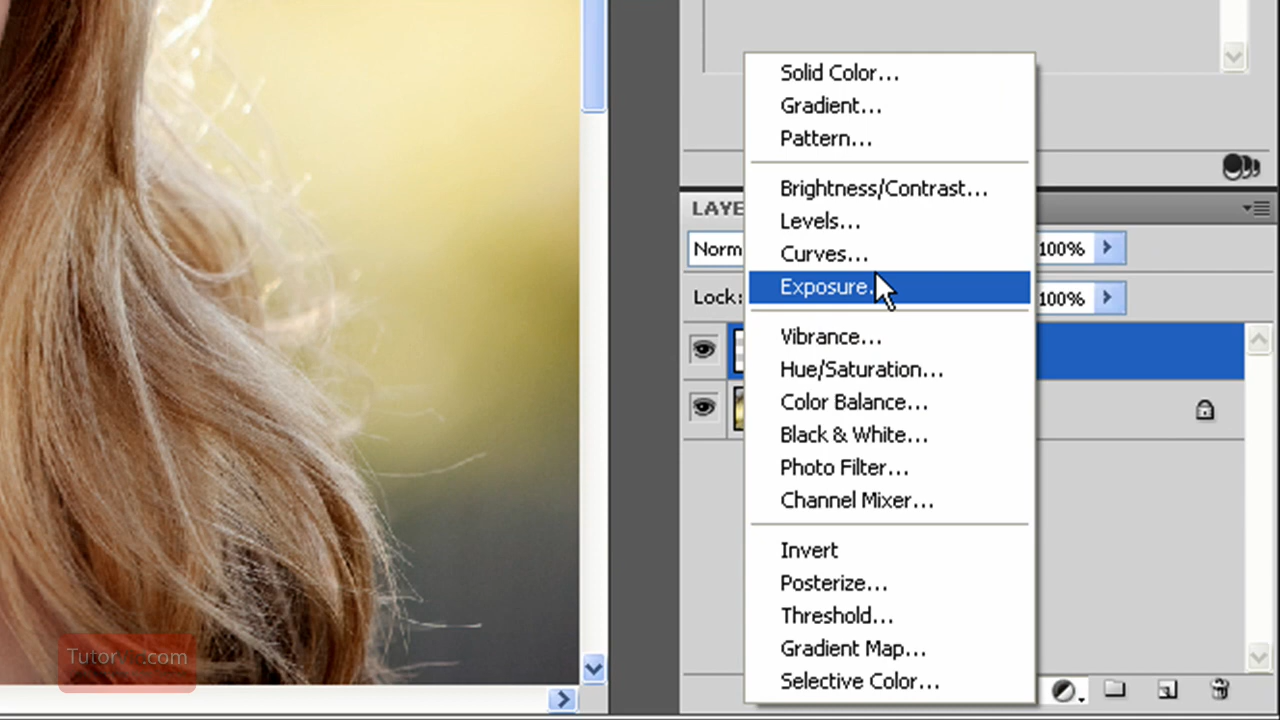 Solid Color...
Gradient...
Pattern...
Brightness/Contrast...
LAYE
Levels...
Norm
100%
Curves...
Exposure.
Lock:
100%
Vibrance...
Hue/Saturation...
Color Balance...
Black & White...
Photo Filter...
Channel Mixer...
Invert
Posterize...
Threshold...
Gradient Map...
Tutorvid.com
Selective Color...